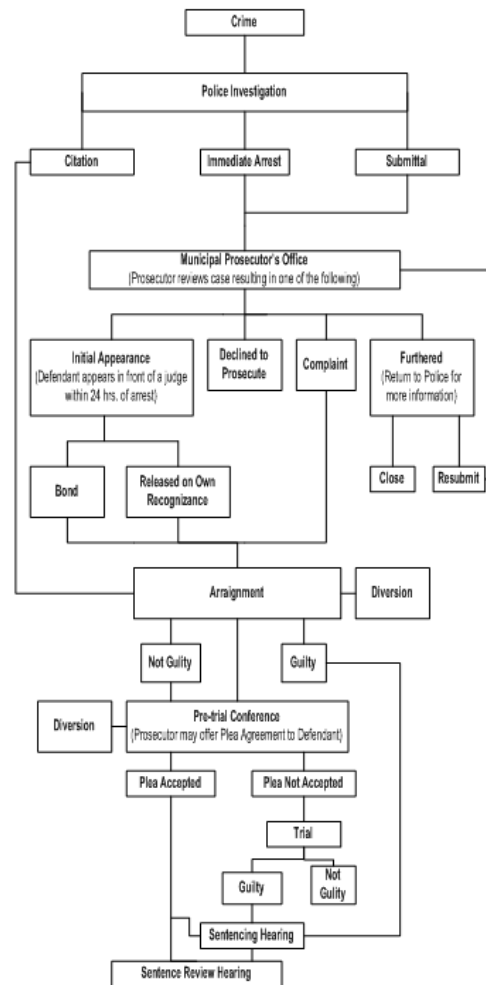 Crime
Police Investigation
Citation
Immediate Arrest
Submittal
Municipal Prosecutor's Office
(Prosecutor reviews case resulting in one of the following)
Initial Appearance
(Defendant appears in front of a judge
within 24 hrs. of arrest)
Declined to
Prosecute
Complaint
Furthered
(Return to Police for
more information)
Bond
Released on Own
Recognizance
Close
Resubmit
Arraignment
Diversion
Not Gulity
Guilty
Diversion
Pre-trial Conference
(Prosecutor may offer Plea Agreement to Defendant)
Plea Accepted
Plea Not Accepted
Trial
Guilty
Not
Gulity
Sentencing Hearing
Sentence Review Hearing